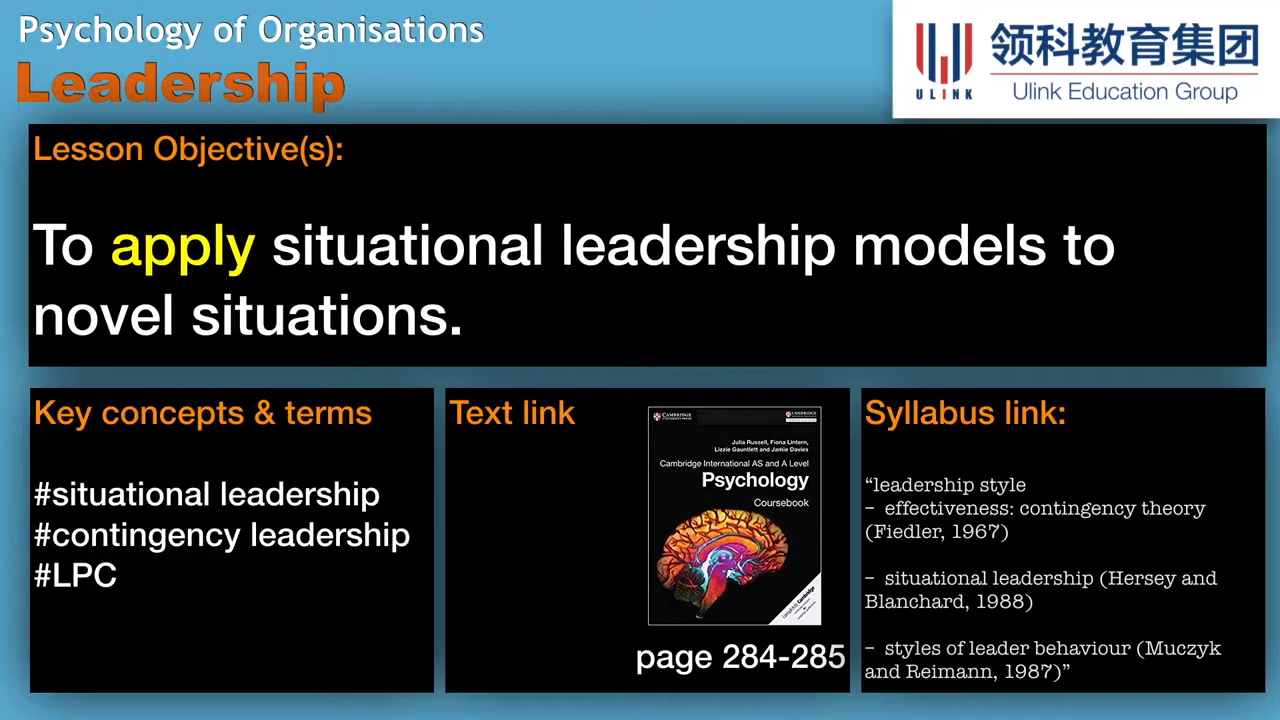 Psychology of Organisations
Leadership
ULINK
领科教育集团
Ulink Education Group
Lesson Objective(s):
To apply situational leadership models to
novel situations.
Key concepts & terms
#situational leadership
#contingency leadership
#LPC
Text link
CAMBRIDGE
Julia Russell, Fiona Lintern,
Lizzie Gauntlett and Jamie Davies
Cambridge International AS and A Level
Psychology
Coursebook
page 284-285
Syllabus link:
“leadership style
– effectiveness: contingency theory
(Fiedler, 1967)
– situational leadership (Hersey and
Blanchard, 1988)
– styles of leader behaviour (Muczyk
and Reimann, 1987)”